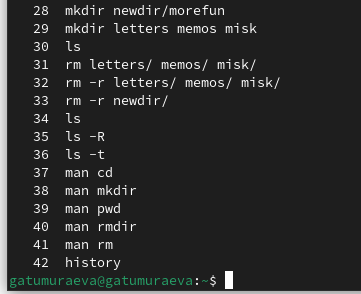 28 mkdir newdir/morefun
29 mkdir letters memos misk
30 ls
31 rm letters/ memos/ misk/
32 rm -r letters/ memos/ misk/
33 rm -r newdir/
34 ls
35 ls -R
36 ls -t
37 man cd
38 man mkdir
39 man pwd
40 man rmdir
41 man rm
42 history
gatumuraeva@gatumuraeva:~$